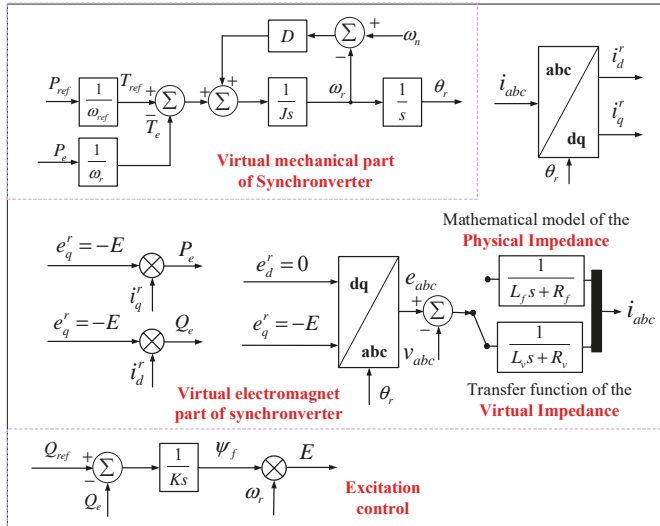 D
Σ
+
−
ω_n
P_ref
1/ω_ref
T_ref
+
Σ
−
T_e
+
+
Σ
1/Js
ω_r
1/s
θ_r
P_e
1/ω_r
Virtual mechanical part
of Synchronverter
i_abc
abc
dq
i_d^r
i_q^r
θ_r
e_q^r=−E
P_e
i_q^r
e_q^r=−E
Q_e
i_d^r
Virtual electromagnet
part of synchronverter
e_d^r=0
e_q^r=−E
dq
abc
θ_r
e_abc
+
Σ
−
v_abc
Mathematical model of the
Physical Impedance
1/(L_f s+R_f)
1/(L_v s+R_v)
i_abc
Transfer function of the
Virtual Impedance
Q_ref
+
Σ
−
Q_e
1/Ks
ψ_f
E
ω_r
Excitation
control